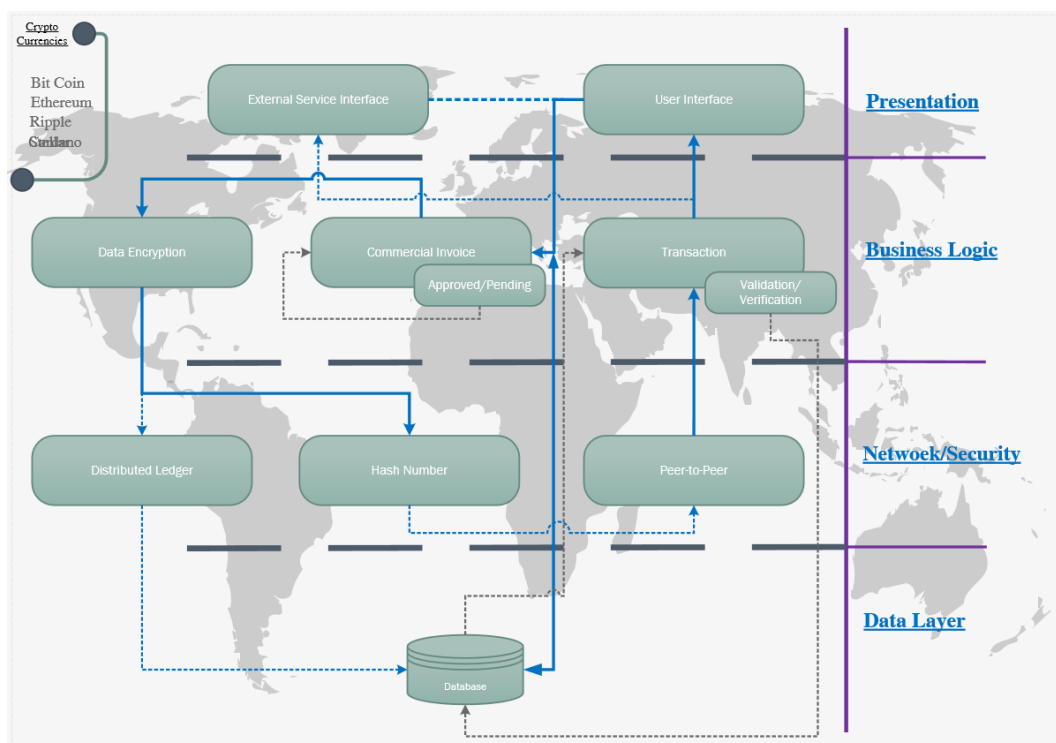 Crypto
Currencies
Bit Coin
Ethereum
Ripple
External Service Interface
User Interface
Presentation
Data Encryption
Commercial Invoice
Approved/Pending
Transaction
Validation/
Verification
Business Logic
Distributed Ledger
Hash Number
Peer-to-Peer
Netwoek/Security
Database
Data Layer